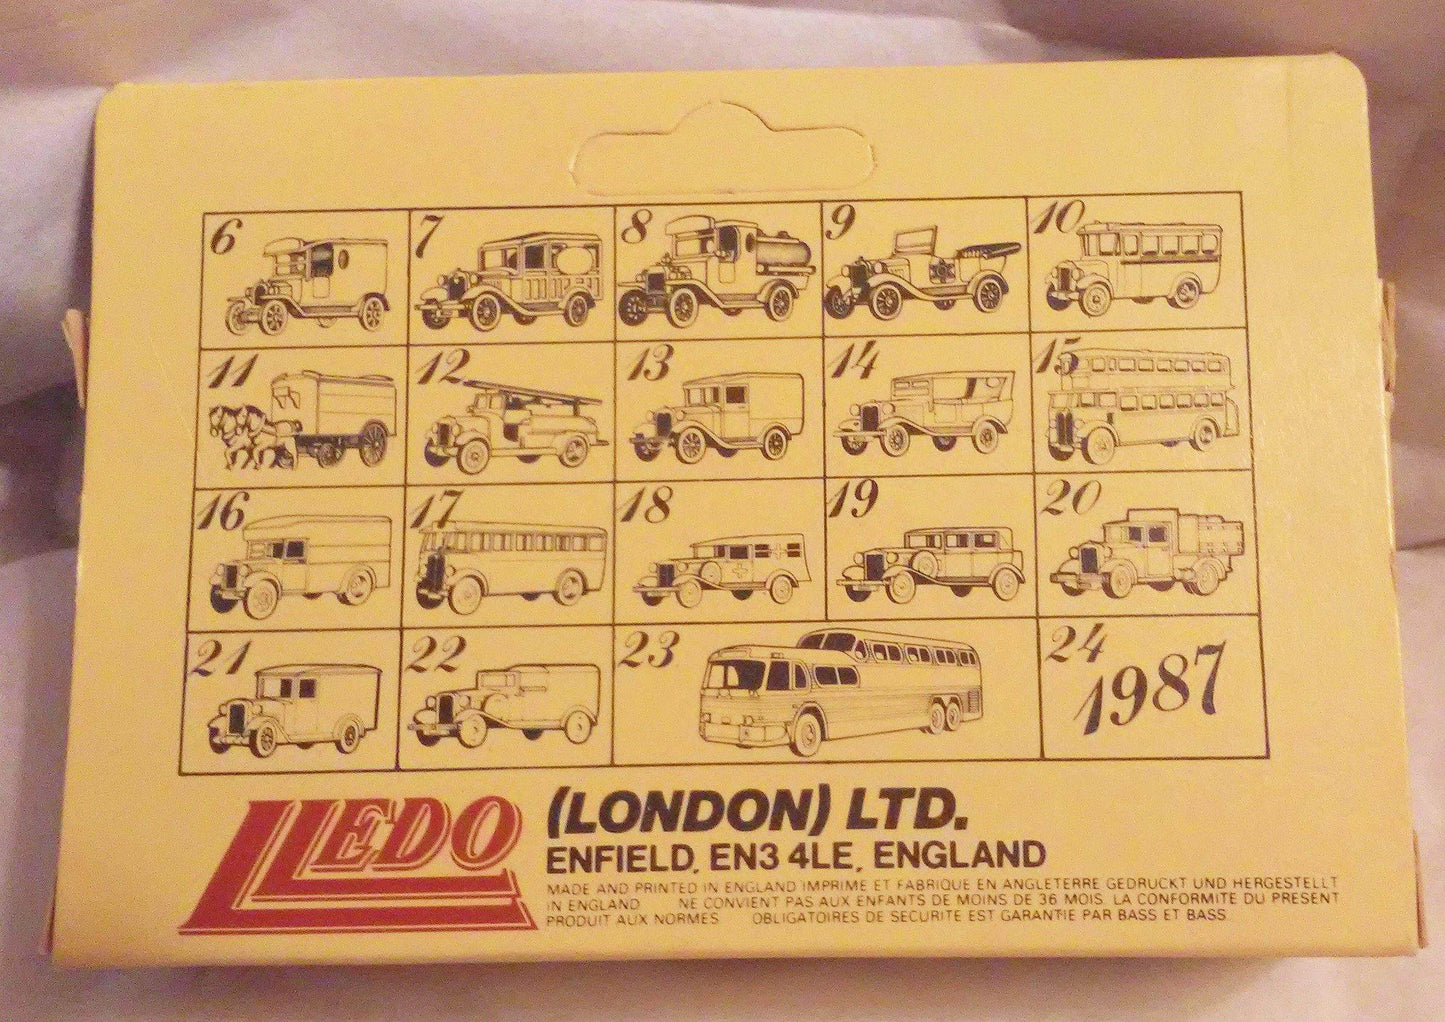 6 7 8 9 10
11 12 13 14 15
16 17 18 19 20
21 22 23 24
1987
LLEDO (LONDON) LTD.
ENFIELD, EN3 4LE, ENGLAND
MADE AND PRINTED IN ENGLAND IMPRIME ET FABRIQUE EN ANGLETERRE GEDRUCKT UND HERGESTELLT
IN ENGLAND NE CONVIENT PAS AUX ENFANTS DE MOINS DE 36 MOIS. LA CONFORMITE DU PRESENT
PRODUIT AUX NORMES OBLIGATOIRES DE SECURITE EST GARANTIE PAR BASS ET BASS